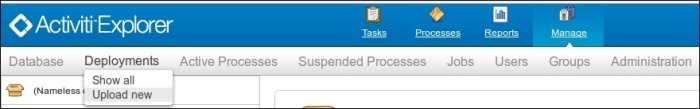 Activiti Explorer
Tasks Processes Reports Manage
Database Deployments Active Processes Suspended Processes Jobs Users Groups Administration
Show all
(Nameless
Upload new